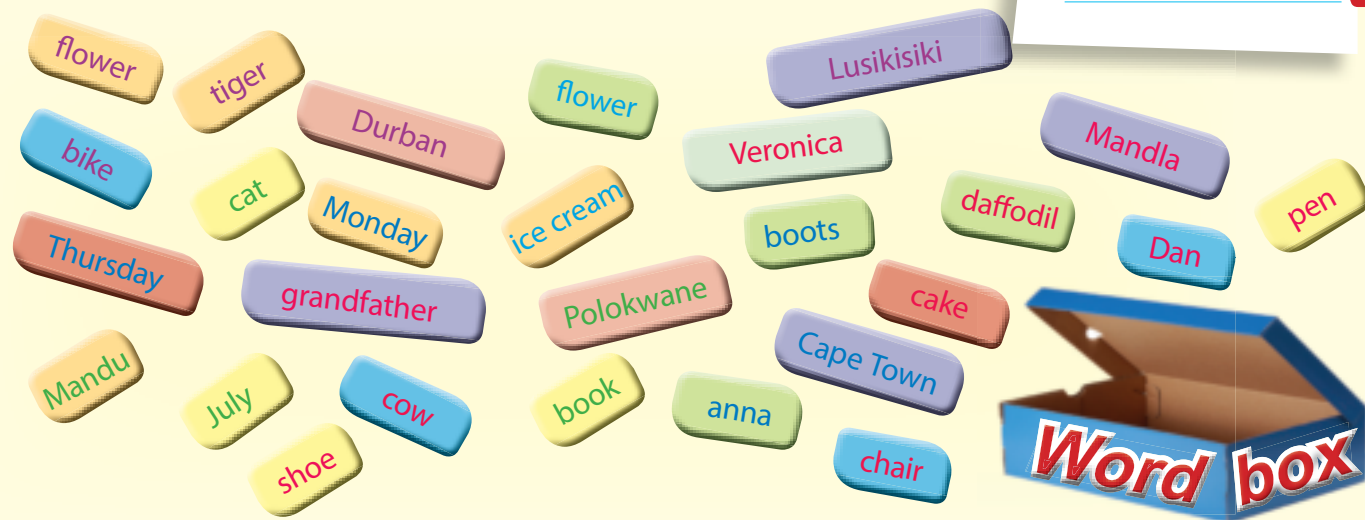 flower
tiger
Durban
flower
Lusikisiki
bike
cat
Monday
ice cream
Veronica
Mandla
boots
daffodil
Dan
pen
Thursday
grandfather
Polokwane
cake
Cape Town
Mandu
July
cow
book
anna
chair
shoe
Word box